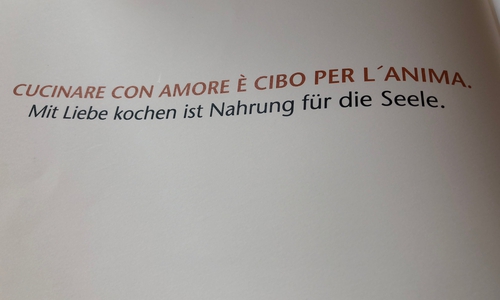 CUCINARE CON AMORE È CIBO PER L´ANIMA.
Mit Liebe kochen ist Nahrung für die Seele.